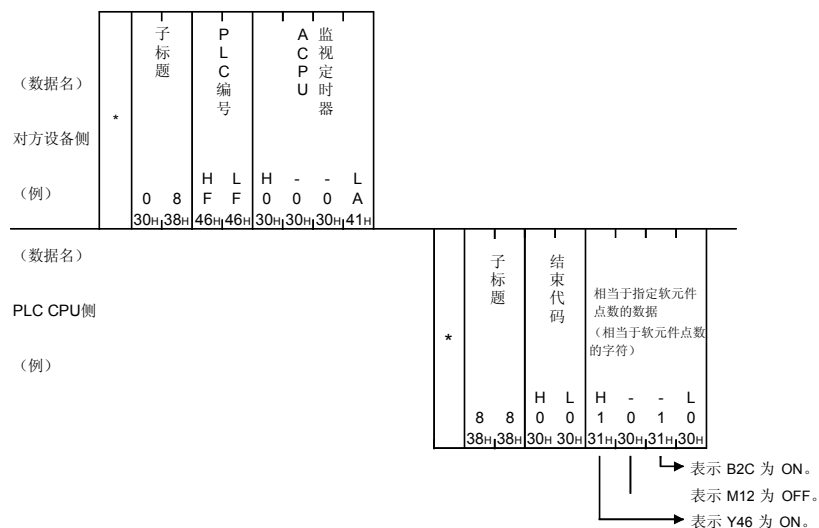 （数据名）
对方设备侧
（例）
*
子标题
PLC编号
ACPU监视定时器
H L H - - L
0 8 F F 0 0 0 A
30H 38H 46H 46H 30H 30H 30H 41H
（数据名）
PLC CPU侧
（例）
*
子标题
结束代码
相当于指定软元件
点数的数据
（相当于软元件点数
的字符）
H L H - - L
8 8 0 0 1 0 1 0
38H 38H 30H 30H 31H 30H 31H 30H
表示 B2C 为 ON。
表示 M12 为 OFF。
表示 Y46 为 ON。